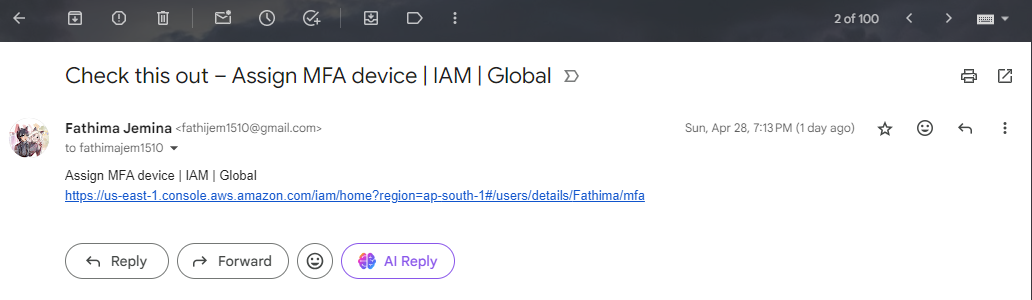 2 of 100
Check this out – Assign MFA device | IAM | Global
Fathima Jemina <fathijem1510@gmail.com>
Sun, Apr 28, 7:13 PM (1 day ago)
to fathimajem1510
Assign MFA device | IAM | Global
https://us-east-1.console.aws.amazon.com/iam/home?region=ap-south-1#/users/details/Fathima/mfa
Reply
Forward
AI Reply